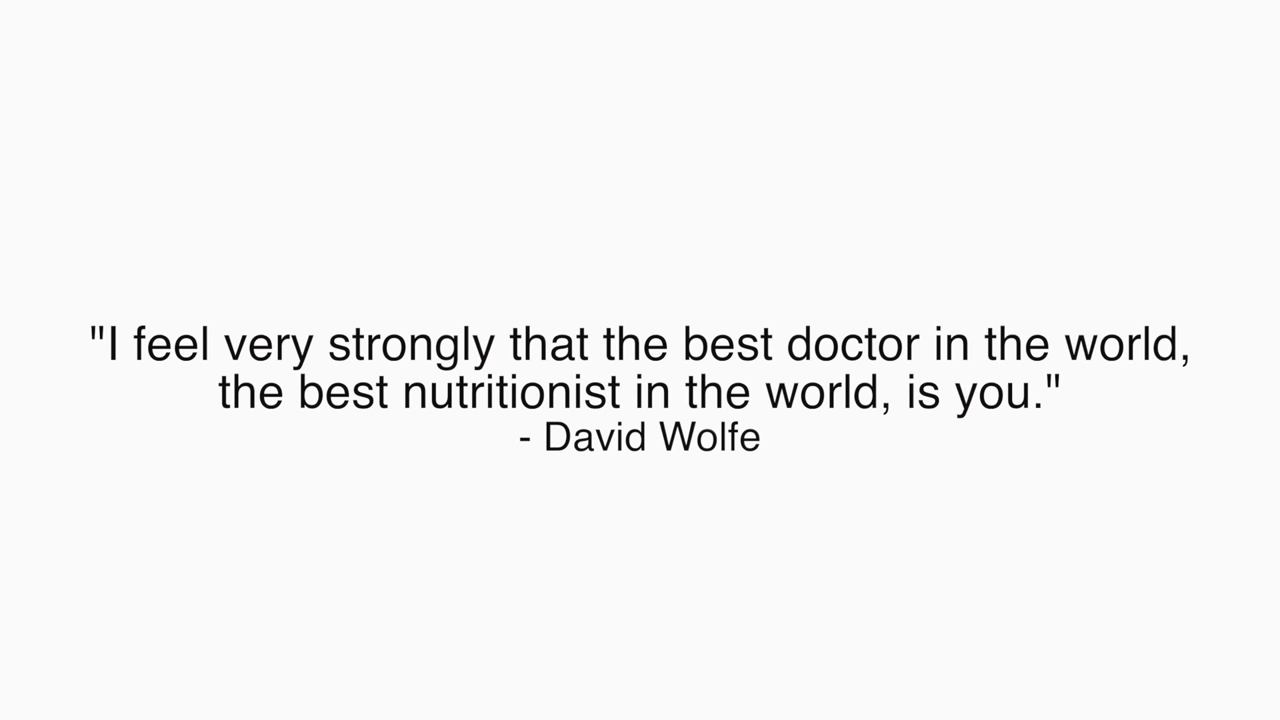 "I feel very strongly that the best doctor in the world,
the best nutritionist in the world, is you."
- David Wolfe